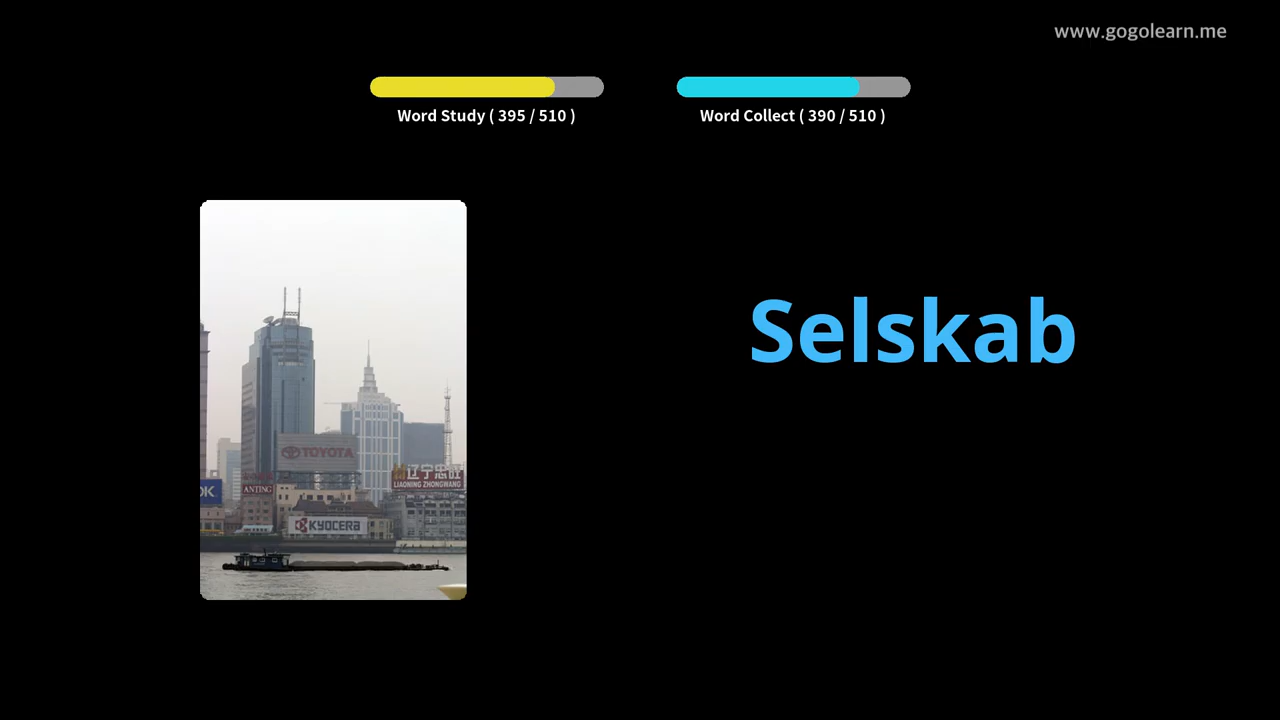 www.gogolearn.me
Word Study ( 395 / 510 )
Word Collect ( 390 / 510 )
Selskab
TOYOTA
辽宁忠旺
LIAONING ZHONGWANG
OK
ANTING
KYOCERA